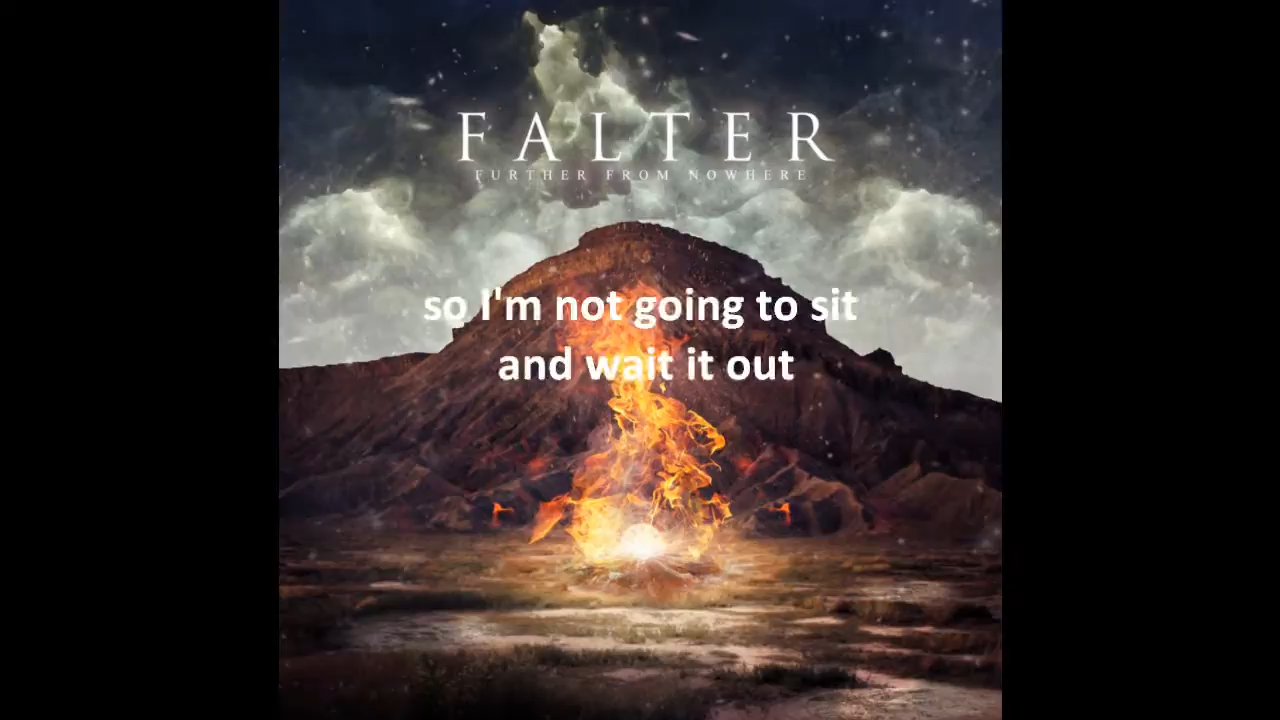 FALTER
FURTHER FROM NOWHERE
so I'm not going to sit
and wait it out